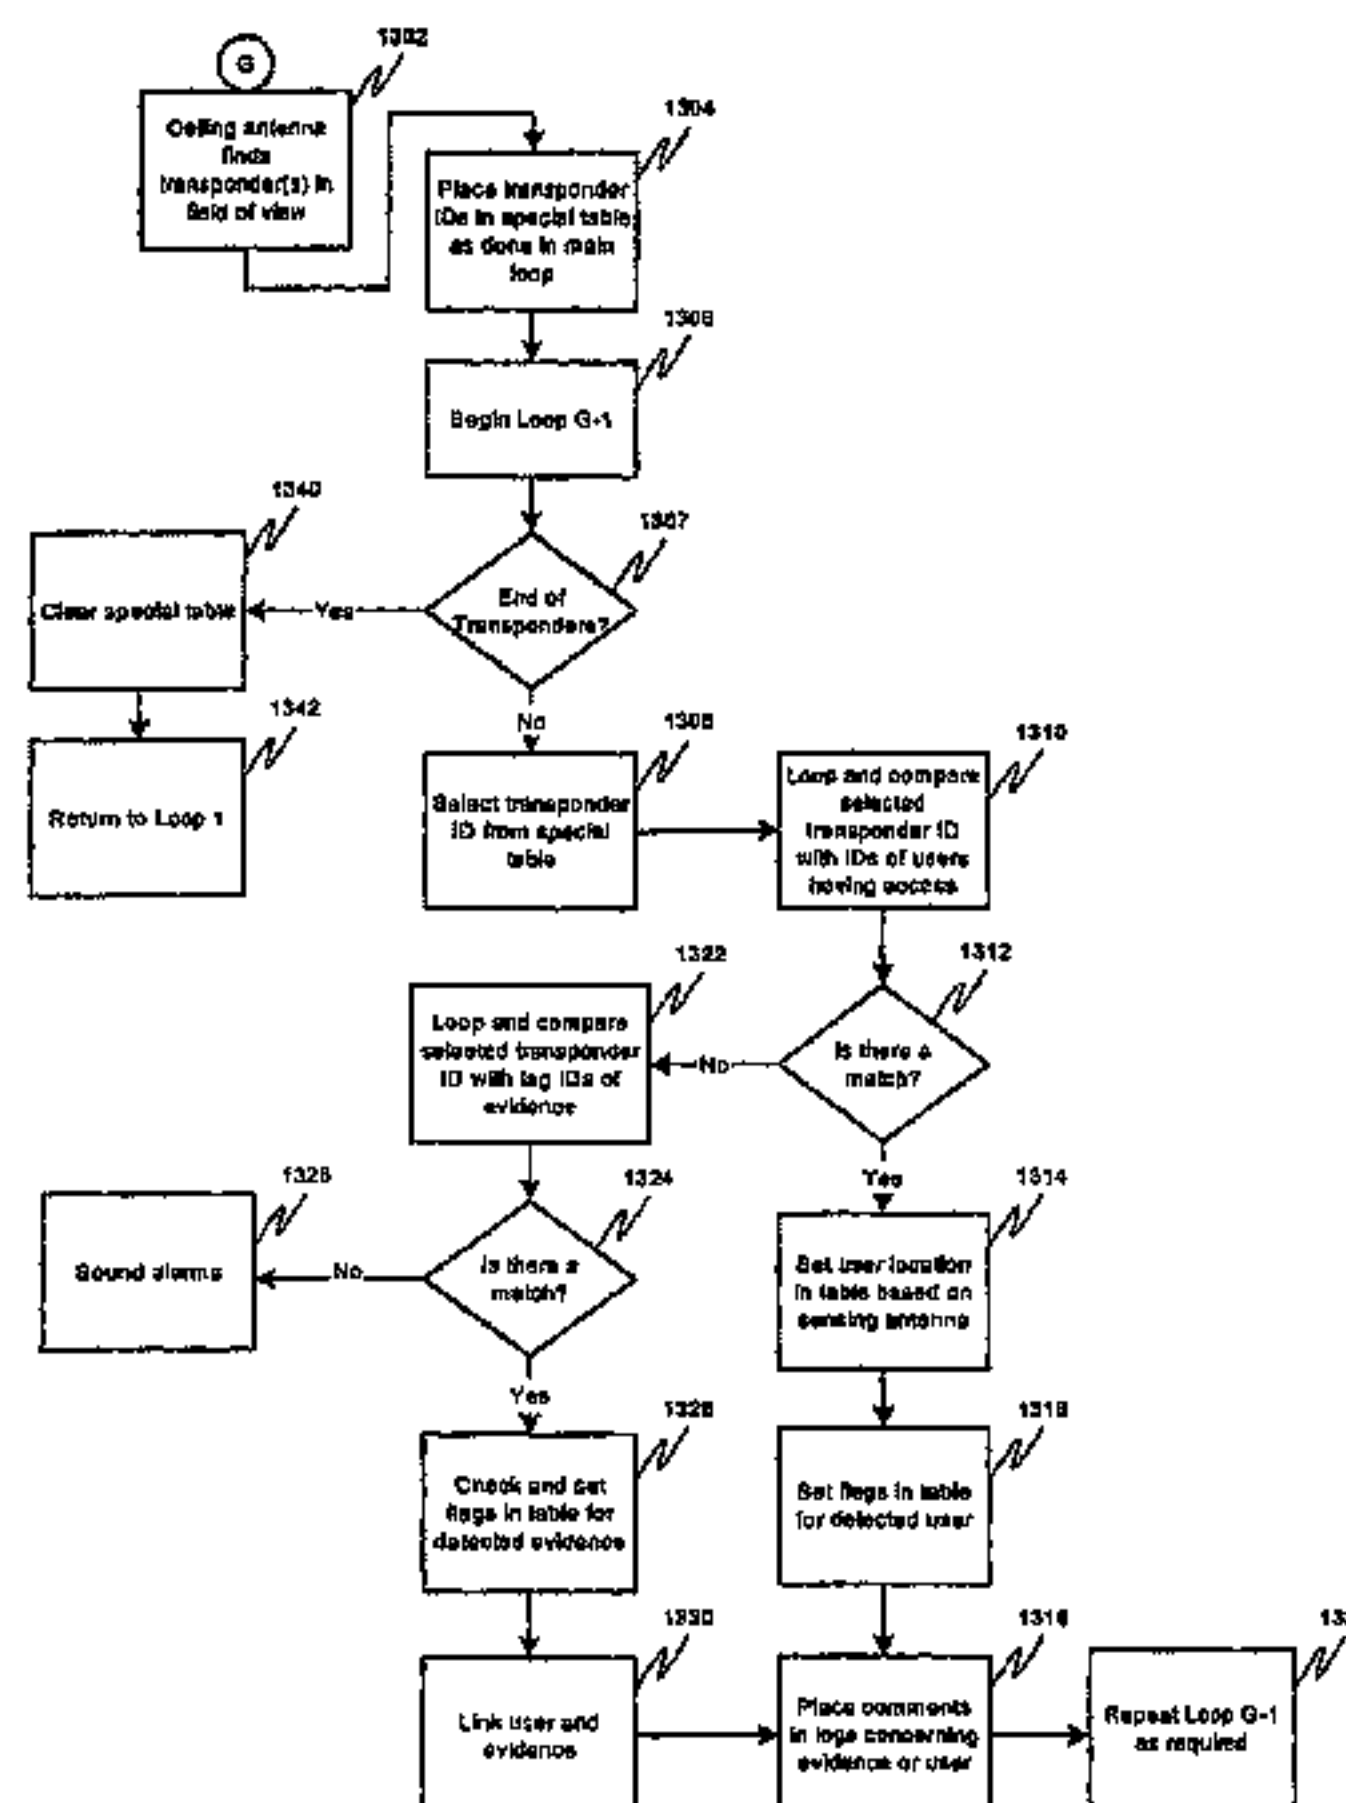 1302
G
Ceiling antenna
finds
transponder(s) in
field of view
1304
Place transponder
IDs in special table
as done in main
loop
1306
Begin Loop G-1
1340
1307
Clear special table
Yes
End of
Transponders?
1342
No
1308
1310
Return to Loop 1
Select transponder
ID from special
table
Loop and compare
selected
transponder ID
with IDs of users
having access
1322
1312
Loop and compare
selected transponder
ID with tag IDs of
evidence
No
Is there a
match?
1324
Yes
1314
Sound alarms
No
Is there a
match?
Set user location
in table based on
sensing antenna
Yes
Check and set
flags in table for
detected evidence
Set flags in table
for detected user
1330
Link user and
evidence
Place comments
in logs concerning
evidence or user
Repeat Loop G-1
as required